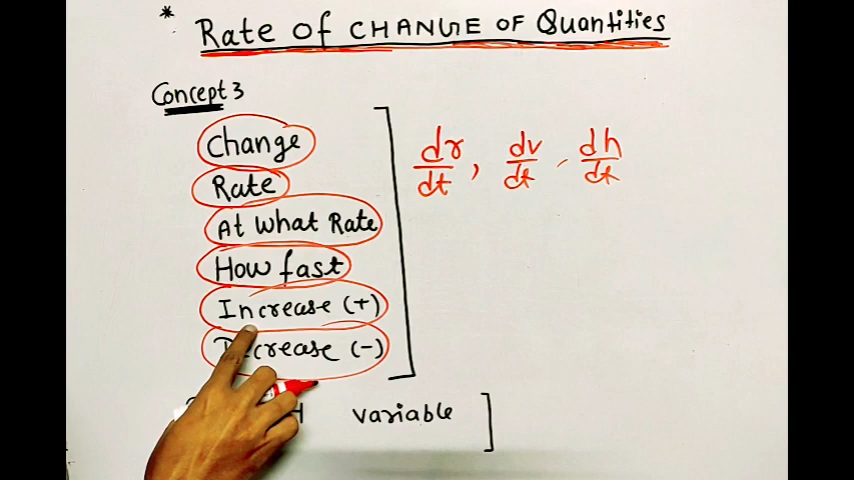 * Rate of CHANGE OF Quantities
Concept 3
Change
Rate
At what Rate
How fast
Increase (+)
Decrease (-)
dr/dt, dv/dt, dh/dt
variable